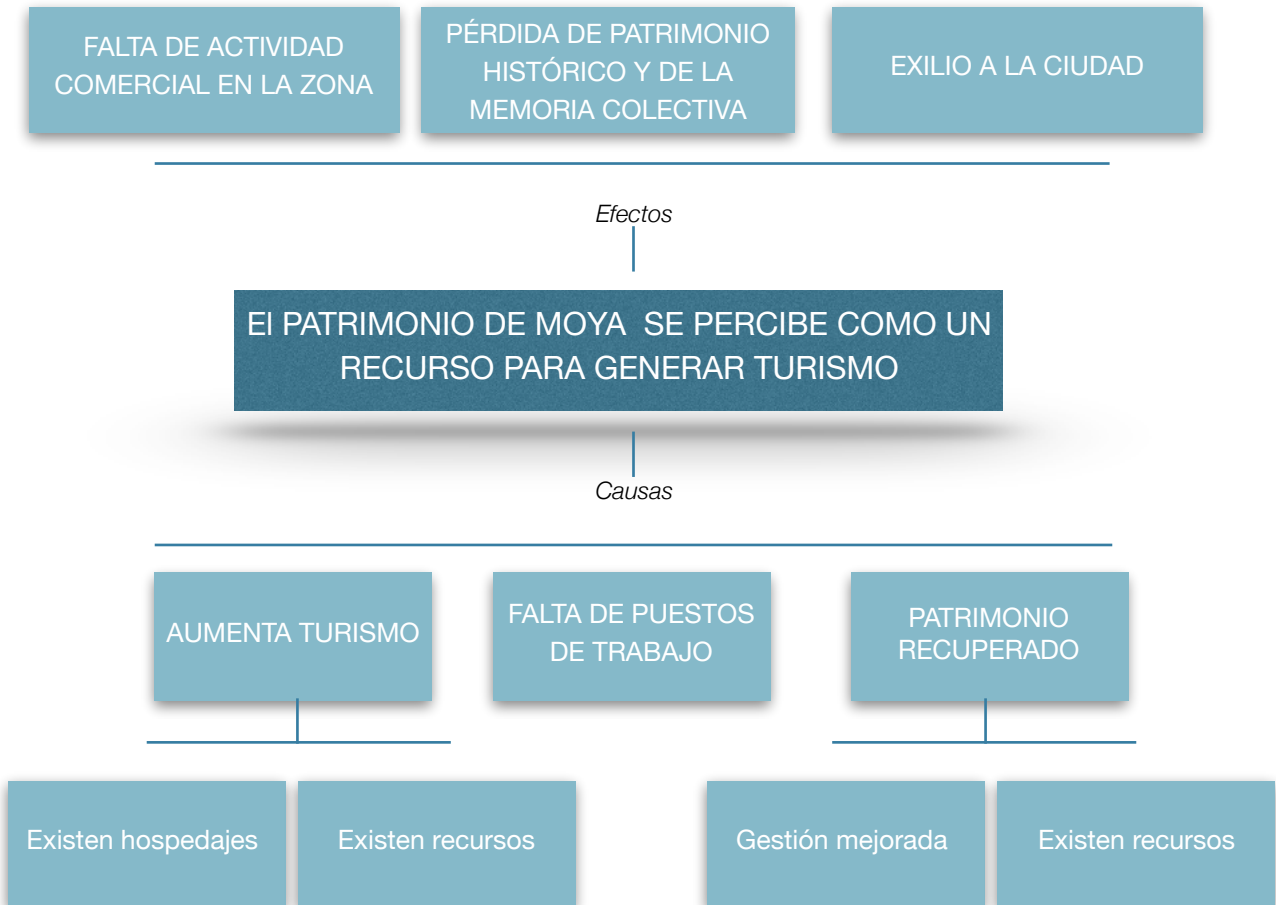 FALTA DE ACTIVIDAD
COMERCIAL EN LA ZONA
PÉRDIDA DE PATRIMONIO
HISTÓRICO Y DE LA
MEMORIA COLECTIVA
EXILIO A LA CIUDAD
Efectos
El PATRIMONIO DE MOYA SE PERCIBE COMO UN
RECURSO PARA GENERAR TURISMO
Causas
AUMENTA TURISMO
FALTA DE PUESTOS
DE TRABAJO
PATRIMONIO
RECUPERADO
Existen hospedajes
Existen recursos
Gestión mejorada
Existen recursos